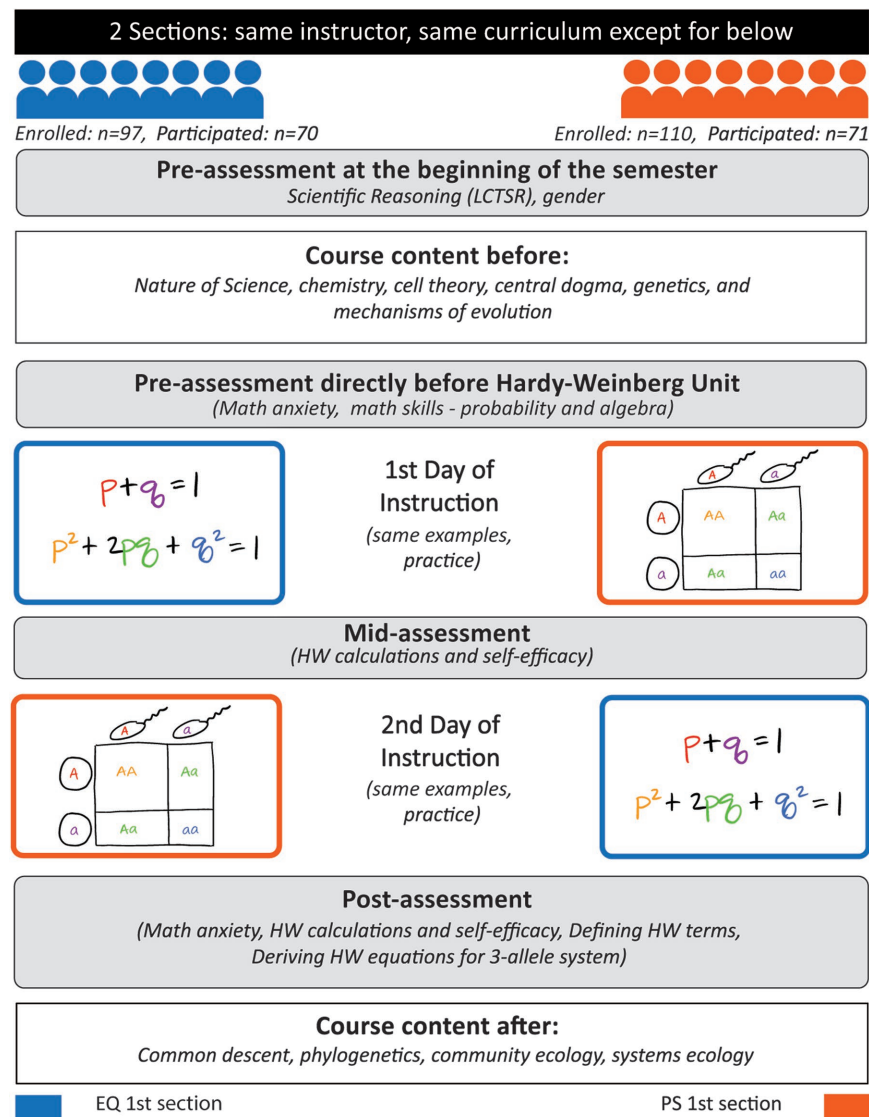 2 Sections: same instructor, same curriculum except for below
Enrolled: n=97, Participated: n=70
Enrolled: n=110, Participated: n=71
Pre-assessment at the beginning of the semester
Scientific Reasoning (LCTSR), gender
Course content before:
Nature of Science, chemistry, cell theory, central dogma, genetics, and
mechanisms of evolution
Pre-assessment directly before Hardy-Weinberg Unit
(Math anxiety, math skills - probability and algebra)
p+q=1
p²+2pq+q²=1
1st Day of
Instruction
(same examples,
practice)
A a
A AA Aa
a Aa aa
Mid-assessment
(HW calculations and self-efficacy)
A a
A AA Aa
a Aa aa
2nd Day of
Instruction
(same examples,
practice)
p+q=1
p²+2pq+q²=1
Post-assessment
(Math anxiety, HW calculations and self-efficacy, Defining HW terms,
Deriving HW equations for 3-allele system)
Course content after:
Common descent, phylogenetics, community ecology, systems ecology
EQ 1st section
PS 1st section